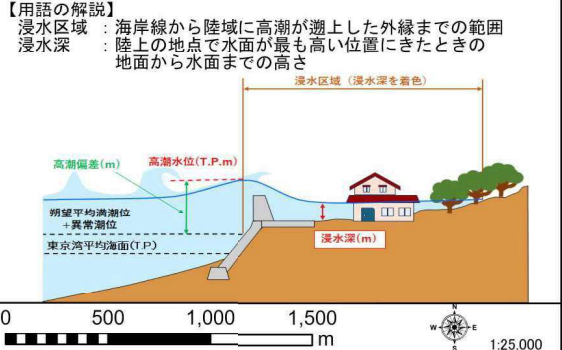 【用語の解説】
浸水区域 ：海岸線から陸域に高潮が遡上した外縁までの範囲
浸水深 ：陸上の地点で水面が最も高い位置にきたときの
地面から水面までの高さ
浸水区域（浸水深を着色）
高潮偏差(m)
高潮水位(T.P.m)
朔望平均満潮位
+異常潮位
東京湾平均海面(T.P)
浸水深(m)
0 500 1,000 1,500
m
N
W E
S
1:25,000